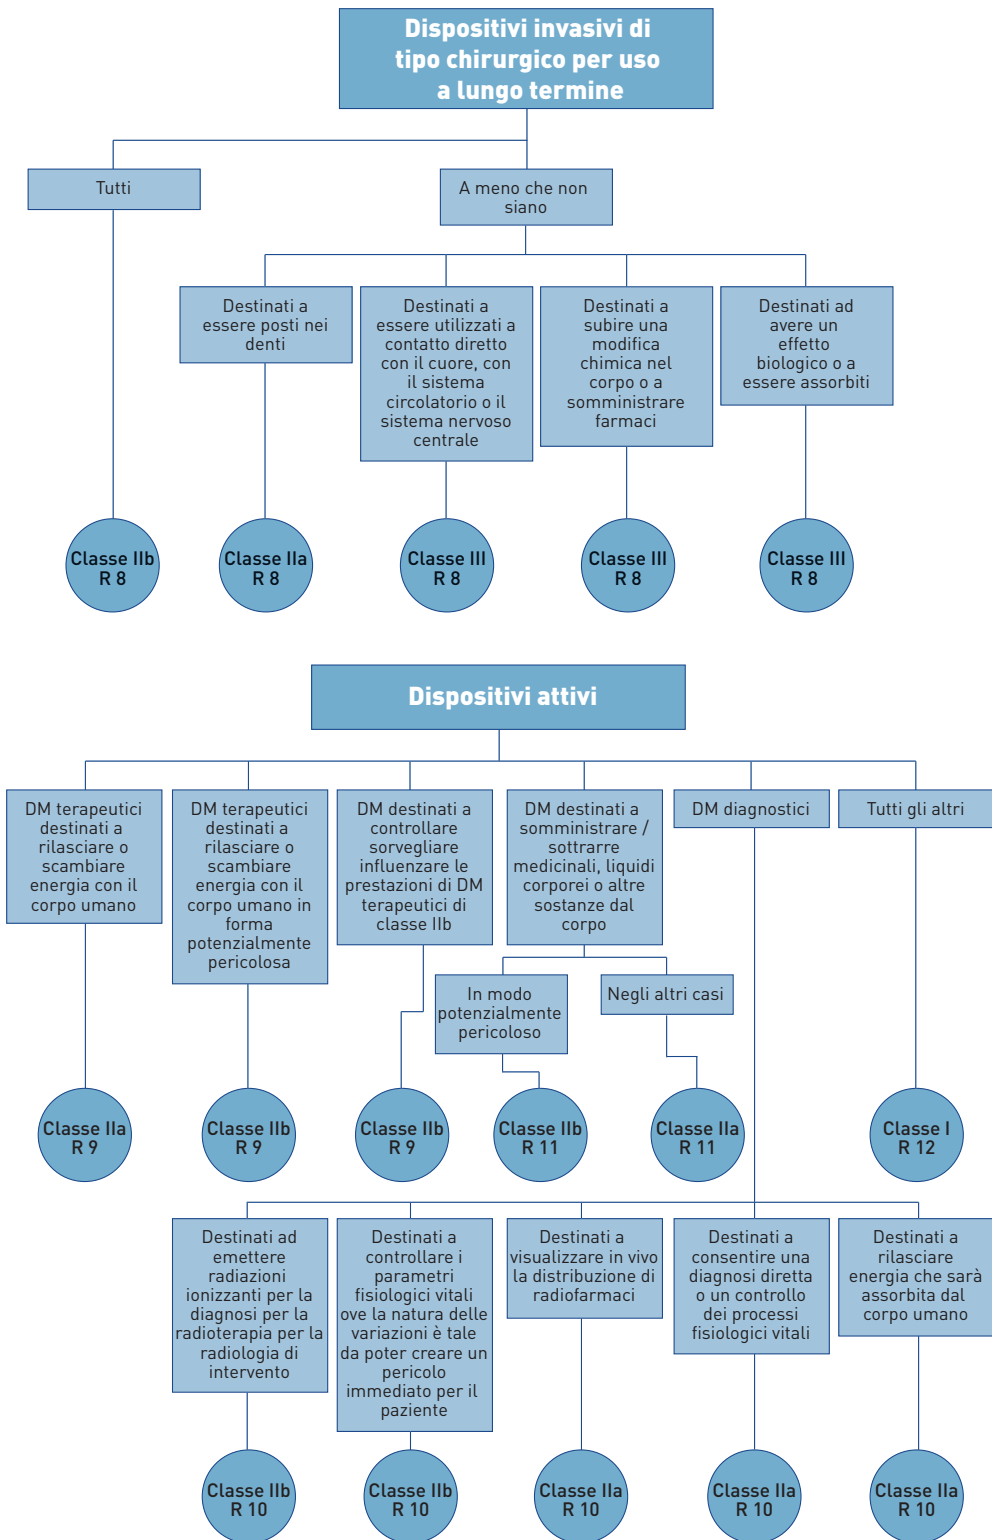 Dispositivi invasivi di
tipo chirurgico per uso
a lungo termine
Tutti
A meno che non
siano
Destinati a
essere posti nei
denti
Destinati a
essere utilizzati a
contatto diretto
con il cuore, con
il sistema
circolatorio o il
sistema nervoso
centrale
Destinati a
subire una
modifica
chimica nel
corpo o a
somministrare
farmaci
Destinati ad
avere un
effetto
biologico o a
essere assorbiti
Classe IIb
R 8
Classe IIa
R 8
Classe III
R 8
Classe III
R 8
Classe III
R 8
Dispositivi attivi
DM terapeutici
destinati a
rilasciare o
scambiare
energia con il
corpo umano
DM terapeutici
destinati a
rilasciare o
scambiare
energia con il
corpo umano in
forma
potenzialmente
pericolosa
DM destinati a
controllare
sorvegliare
influenzare le
prestazioni di DM
terapeutici di
classe IIb
DM destinati a
somministrare /
sottrarre
medicinali, liquidi
corporei o altre
sostanze dal
corpo
DM diagnostici
Tutti gli altri
In modo
potenzialmente
pericoloso
Negli altri casi
Classe IIa
R 9
Classe IIb
R 9
Classe IIb
R 9
Classe IIb
R 11
Classe IIa
R 11
Classe I
R 12
Destinati ad
emettere
radiazioni
ionizzanti per la
diagnosi per la
radioterapia per la
radiologia di
intervento
Destinati a
controllare i
parametri
fisiologici vitali
ove la natura delle
variazioni è tale
da poter creare un
pericolo
immediato per il
paziente
Destinati a
visualizzare in vivo
la distribuzione di
radiofarmaci
Destinati a
consentire una
diagnosi diretta
o un controllo
dei processi
fisiologici vitali
Destinati a
rilasciare
energia che sarà
assorbita dal
corpo umano
Classe IIb
R 10
Classe IIb
R 10
Classe IIa
R 10
Classe IIa
R 10
Classe IIa
R 10